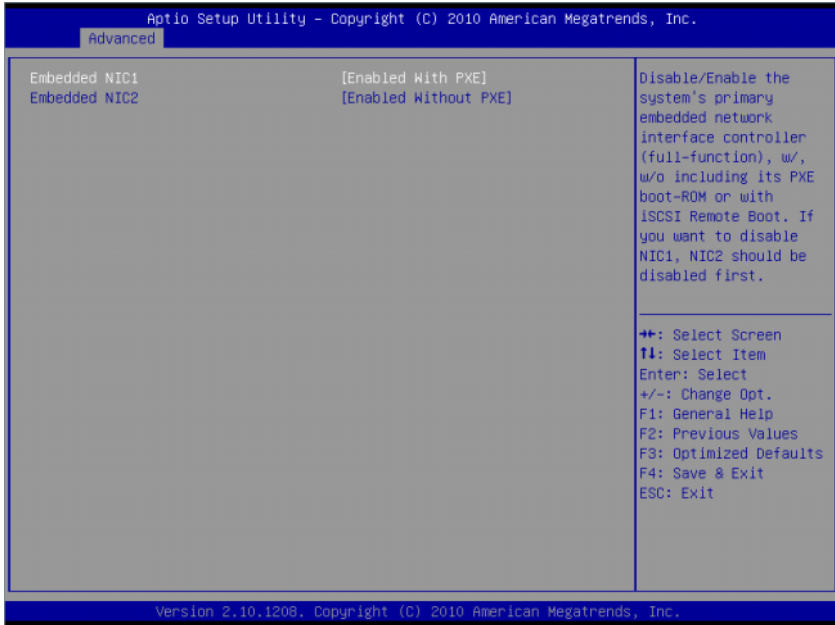 Aptio Setup Utility – Copyright (C) 2010 American Megatrends, Inc.
Advanced
Embedded NIC1 [Enabled With PXE]
Embedded NIC2 [Enabled Without PXE]
Disable/Enable the
system's primary
embedded network
interface controller
(full-function), w/,
w/o including its PXE
boot-ROM or with
iSCSI Remote Boot. If
you want to disable
NIC1, NIC2 should be
disabled first.
→←: Select Screen
↑↓: Select Item
Enter: Select
+/-: Change Opt.
F1: General Help
F2: Previous Values
F3: Optimized Defaults
F4: Save & Exit
ESC: Exit
Version 2.10.1208. Copyright (C) 2010 American Megatrends, Inc.